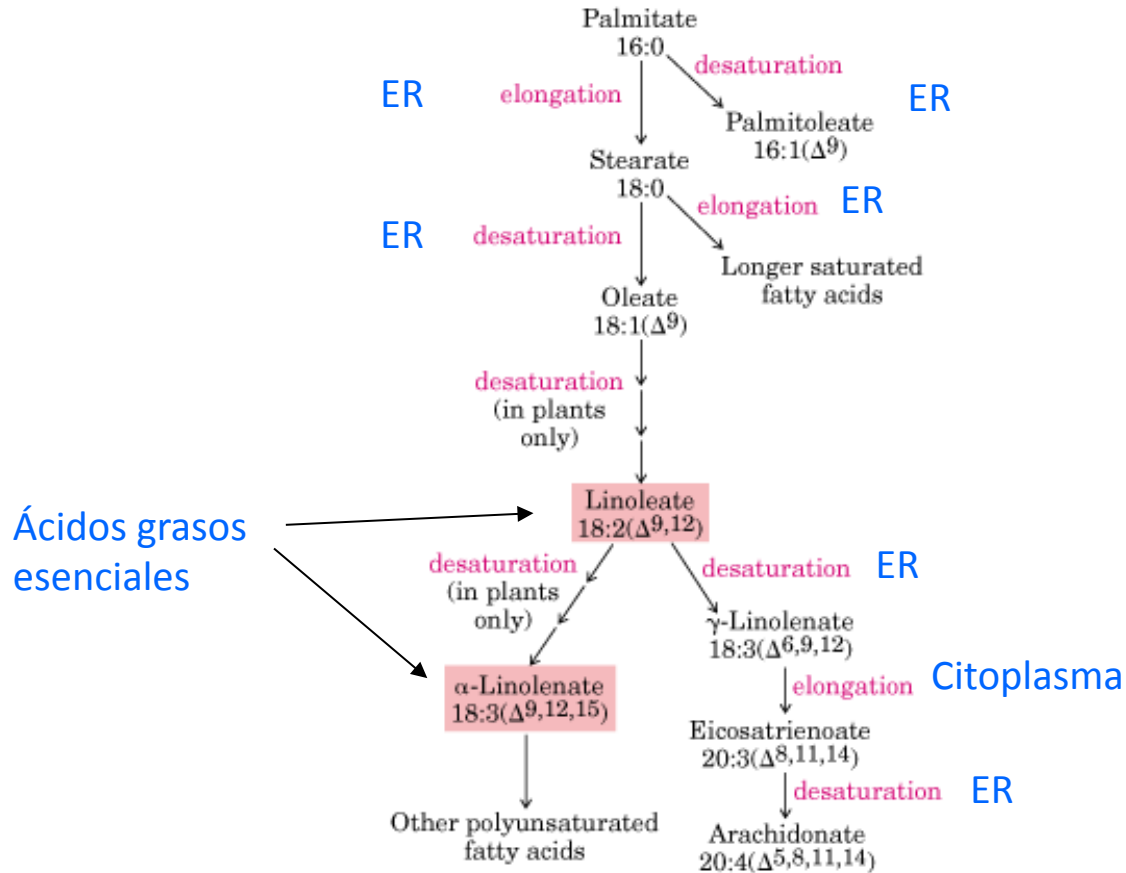 Palmitate
16:0
desaturation
ER
elongation
ER
Palmitoleate
16:1(Δ9)
Stearate
18:0
elongation
ER
ER
desaturation
Longer saturated
fatty acids
Oleate
18:1(Δ9)
desaturation
(in plants
only)
Linoleate
18:2(Δ9,12)
Ácidos grasos
esenciales
desaturation
(in plants
only)
desaturation
ER
γ-Linolenate
18:3(Δ6,9,12)
α-Linolenate
18:3(Δ9,12,15)
elongation
Citoplasma
Eicosatrienoate
20:3(Δ8,11,14)
desaturation
ER
Other polyunsaturated
fatty acids
Arachidonate
20:4(Δ5,8,11,14)